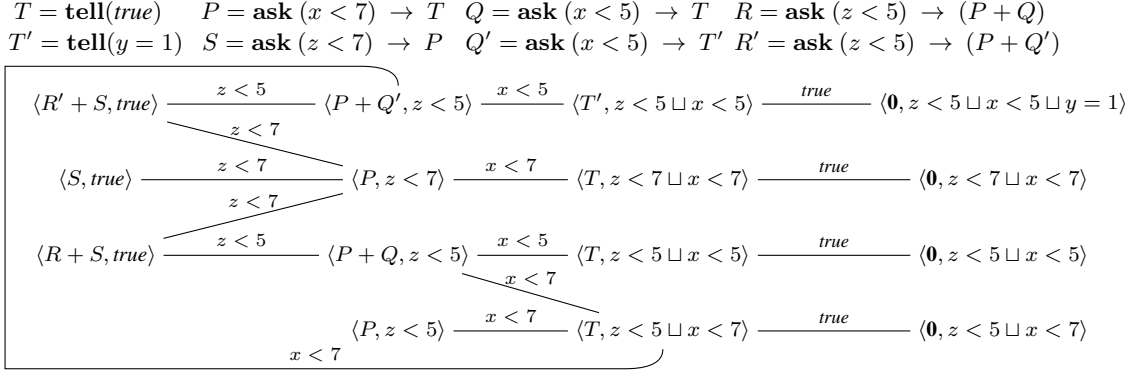 T = tell(true) P = ask (x < 7) → T Q = ask (x < 5) → T R = ask (z < 5) → (P + Q)
T′ = tell(y = 1) S = ask (z < 7) → P Q′ = ask (x < 5) → T′ R′ = ask (z < 5) → (P + Q′)
z < 5 x < 5 true
⟨R′ + S, true⟩ ⟨P + Q′, z < 5⟩ ⟨T′, z < 5 ⊔ x < 5⟩ ⟨0, z < 5 ⊔ x < 5 ⊔ y = 1⟩
z < 7
z < 7 x < 7 true
⟨S, true⟩ ⟨P, z < 7⟩ ⟨T, z < 7 ⊔ x < 7⟩ ⟨0, z < 7 ⊔ x < 7⟩
z < 7
z < 5 x < 5 true
⟨R + S, true⟩ ⟨P + Q, z < 5⟩ ⟨T, z < 5 ⊔ x < 5⟩ ⟨0, z < 5 ⊔ x < 5⟩
x < 7
x < 7 true
⟨P, z < 5⟩ ⟨T, z < 5 ⊔ x < 7⟩ ⟨0, z < 5 ⊔ x < 7⟩
x < 7